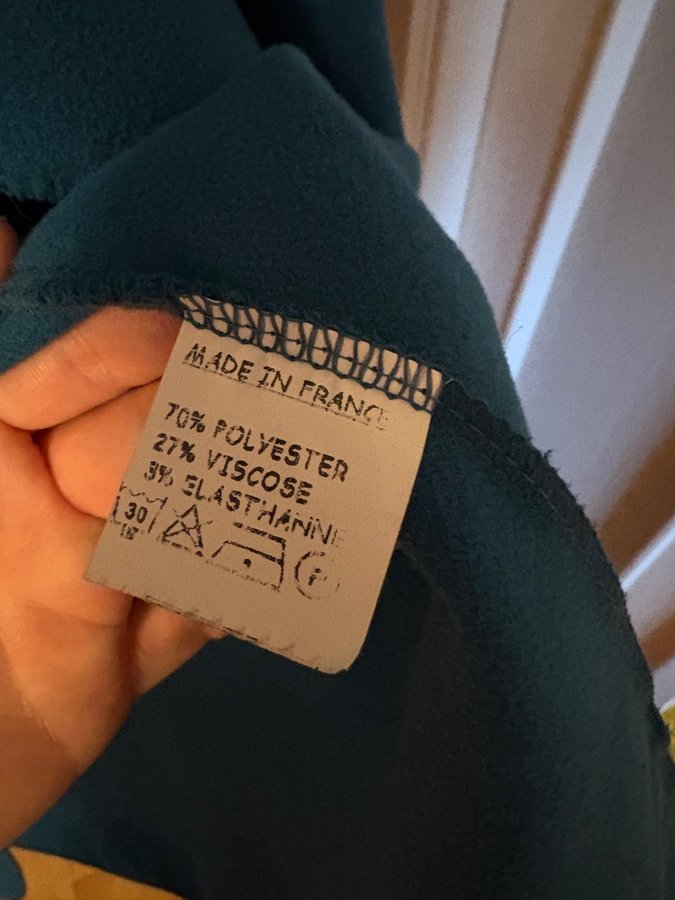 MADE IN FRANCE
70% POLYESTER
27% VISCOSE
3% ELASTHANNE
30
P